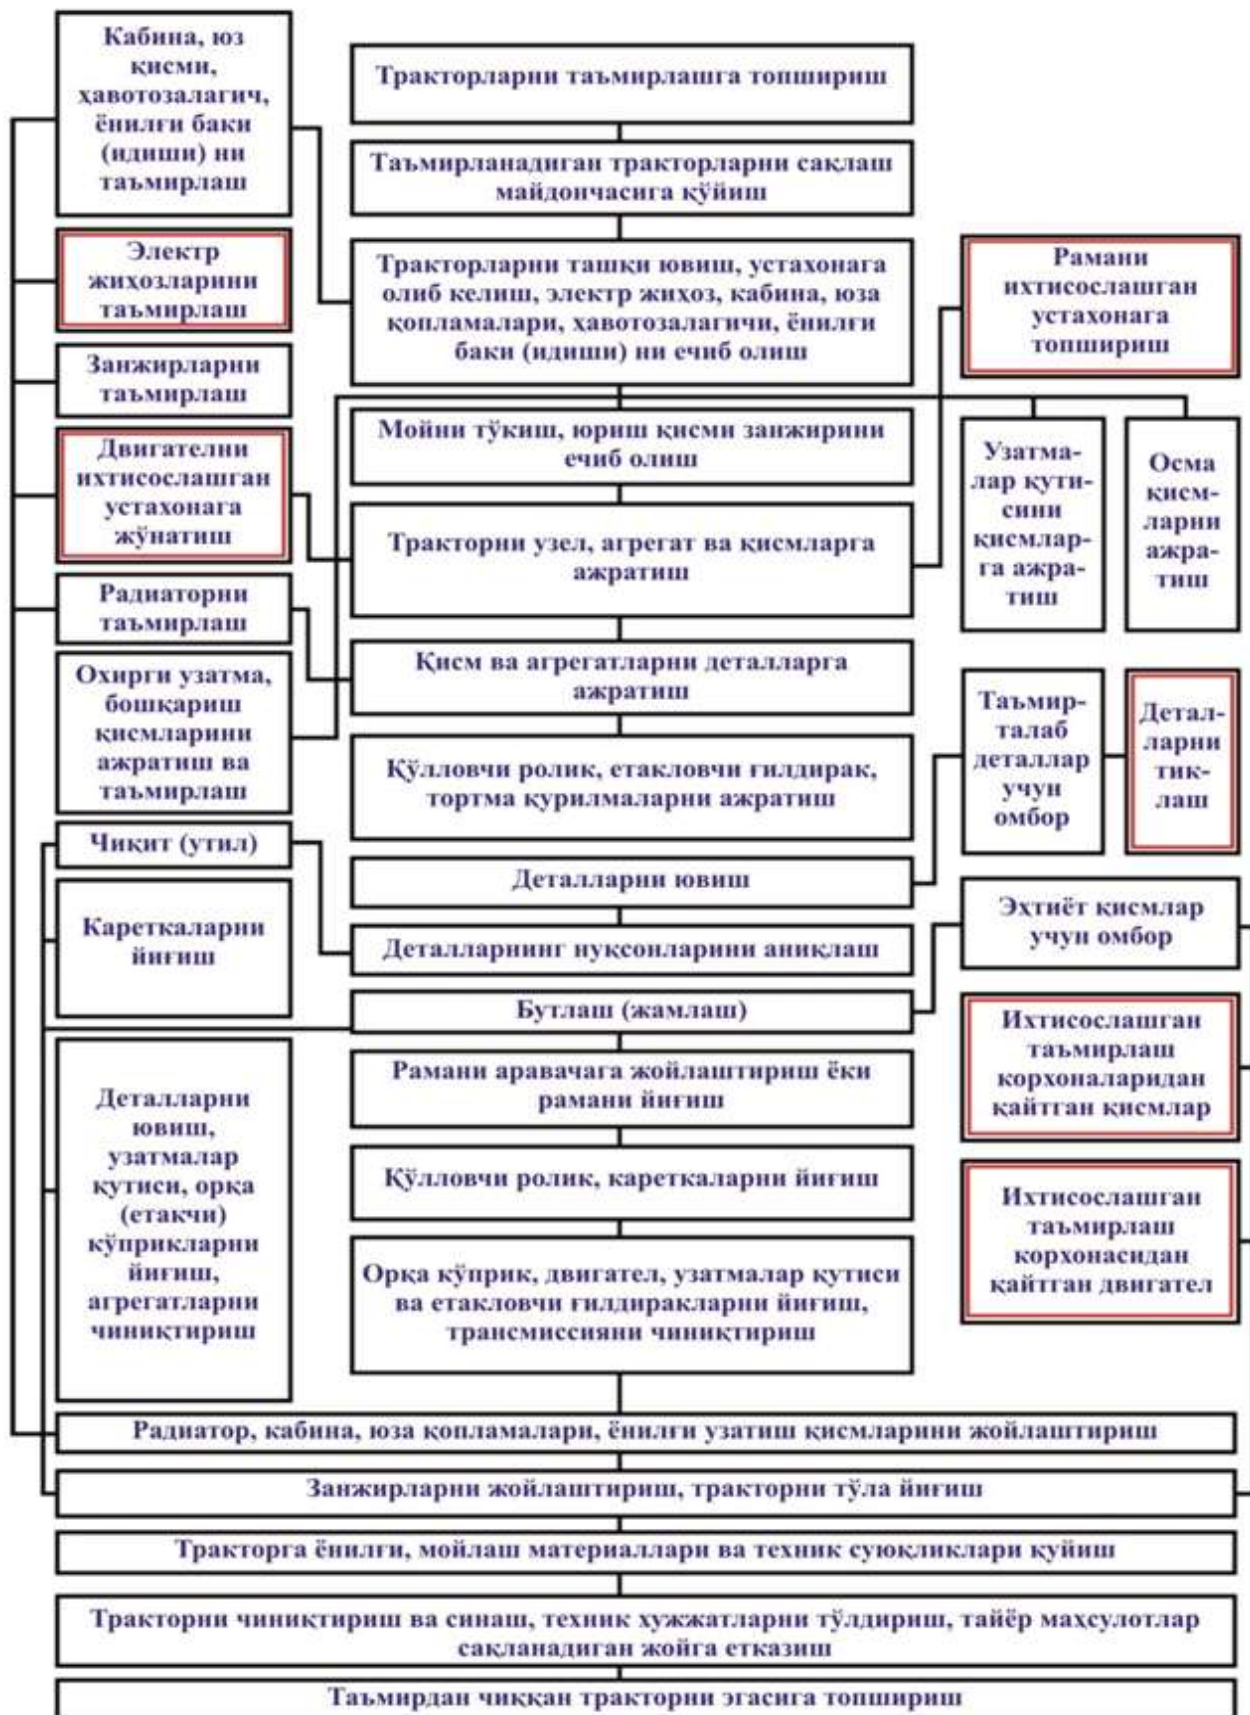 Кабина, юз
қисми,
ҳавотозалагич,
ёнилғи баки
(идиши) ни
таъмирлаш
Электр
жиҳозларини
таъмирлаш
Занжирларни
таъмирлаш
Двигателни
ихтисослашган
устахонага
жўнатиш
Радиаторни
таъмирлаш
Охирги узатма,
бошқариш
қисмларини
ажратиш ва
таъмирлаш
Чиқит (утил)
Кареткаларни
йиғиш
Деталларни
ювиш,
узатмалар
қутиси, орқа
(етакчи)
кўприкларни
йиғиш,
агрегатларни
чиниқтириш
Тракторларни таъмирлашга топшириш
Таъмирланадиган тракторларни сақлаш
майдончасига қўйиш
Тракторларни ташқи ювиш, устахонага
олиб келиш, электр жиҳоз, кабина, юза
қопламалари, ҳавотозалагичи, ёнилғи
баки (идиши) ни ечиб олиш
Мойни тўкиш, юриш қисми занжирини
ечиб олиш
Тракторни узел, агрегат ва қисмларга
ажратиш
Қисм ва агрегатларни деталларга
ажратиш
Қўлловчи ролик, етакловчи ғилдирак,
тортма қурилмаларни ажратиш
Деталларни ювиш
Деталларнинг нуқсонларини аниқлаш
Бутлаш (жамлаш)
Рамани аравачага жойлаштириш ёки
рамани йиғиш
Қўлловчи ролик, кареткаларни йиғиш
Орқа кўприк, двигател, узатмалар қутиси
ва етакловчи ғилдиракларни йиғиш,
трансмиссияни чиниқтириш
Рамани
ихтисослашган
устахонага
топшириш
Узатма-
лар қути-
сини
қисмлар-
га ажра-
тиш
Осма
қисм-
ларни
ажра-
тиш
Таъмир-
талаб
деталлар
учун
омбор
Детал-
ларни
тик-
лаш
Эҳтиёт қисмлар
учун омбор
Ихтисослашган
таъмирлаш
корхоналаридан
қайтган қисмлар
Ихтисослашган
таъмирлаш
корхонасидан
қайтган двигател
Радиатор, кабина, юза қопламалари, ёнилғи узатиш қисмларини жойлаштириш
Занжирларни жойлаштириш, тракторни тўла йиғиш
Тракторга ёнилғи, мойлаш материаллари ва техник суюқликлари қуйиш
Тракторни чиниқтириш ва синаш, техник хужжатларни тўлдириш, тайёр маҳсулотлар
сақланадиган жойга етказиш
Таъмирдан чиққан тракторни эгасига топшириш